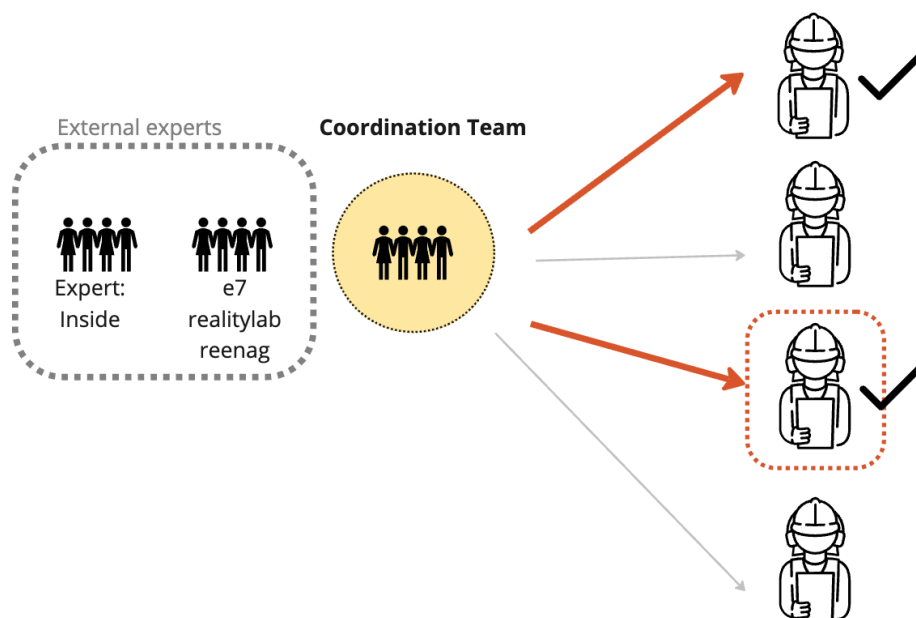 External experts
Coordination Team
Expert:
Inside
e7
realitylab
reenag